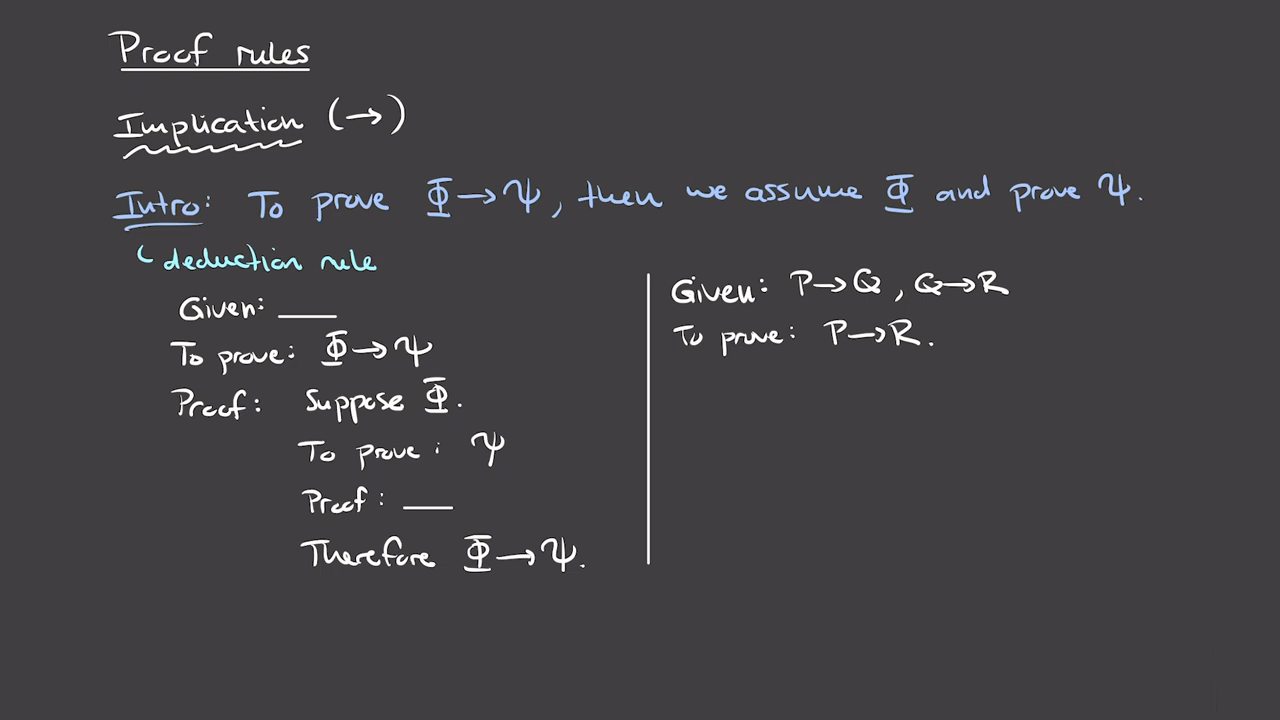 Proof rules
Implication (→)
Intro: To prove Φ→Ψ, then we assume Φ and prove Ψ.
deduction rule
Given: ___
To prove: Φ→Ψ
Proof: Suppose Φ.
To prove: Ψ
Proof: ___
Therefore Φ→Ψ.
Given: P→Q, Q→R
To prove: P→R.